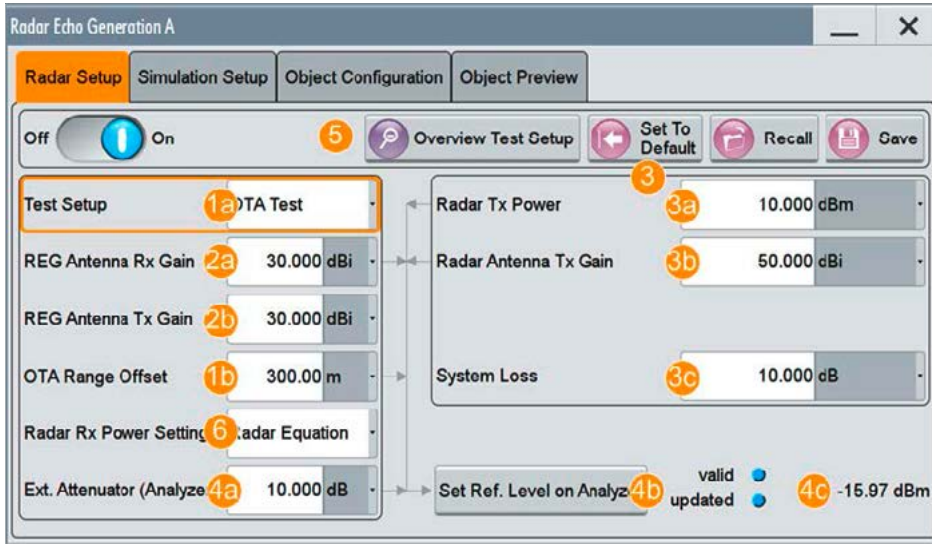 Radar Echo Generation A
Radar Setup
Simulation Setup
Object Configuration
Object Preview
Off
On
5
Overview Test Setup
Set To
Default
Recall
Save
3
Test Setup
1a
OTA Test
Radar Tx Power
3a
10.000 dBm
REG Antenna Rx Gain
2a
30.000 dBi
Radar Antenna Tx Gain
3b
50.000 dBi
REG Antenna Tx Gain
2b
30.000 dBi
OTA Range Offset
1b
300.00 m
System Loss
3c
10.000 dB
Radar Rx Power Setting
6
Radar Equation
Ext. Attenuator (Analyze
4a
10.000 dB
Set Ref. Level on Analyz
4b
valid
updated
4c
-15.97 dBm